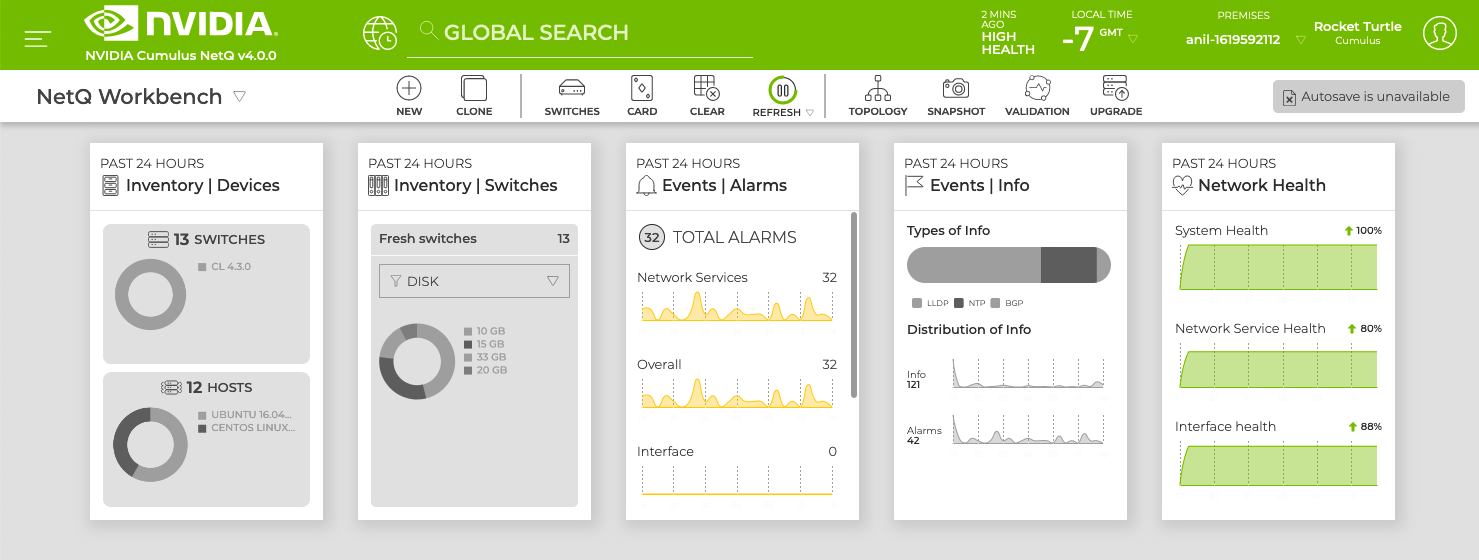 NVIDIA.
NVIDIA Cumulus NetQ v4.0.0
GLOBAL SEARCH
2 MINS
AGO
HIGH
HEALTH
LOCAL TIME
-7 GMT
PREMISES
anil-1619592112
Rocket Turtle
Cumulus
NetQ Workbench
NEW
CLONE
SWITCHES
CARD
CLEAR
REFRESH
TOPOLOGY
SNAPSHOT
VALIDATION
UPGRADE
Autosave is unavailable
PAST 24 HOURS
Inventory | Devices
13 SWITCHES
CL 4.3.0
12 HOSTS
UBUNTU 16.04...
CENTOS LINUX...
PAST 24 HOURS
Inventory | Switches
Fresh switches 13
DISK
10 GB
15 GB
33 GB
20 GB
PAST 24 HOURS
Events | Alarms
32 TOTAL ALARMS
Network Services 32
Overall 32
Interface 0
PAST 24 HOURS
Events | Info
Types of Info
LLDP NTP BGP
Distribution of Info
Info
121
Alarms
42
PAST 24 HOURS
Network Health
System Health 100%
Network Service Health 80%
Interface health 88%